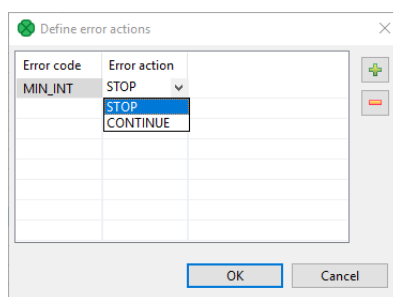 Define error actions
Error code Error action
MIN_INT STOP
STOP
CONTINUE
OK Cancel